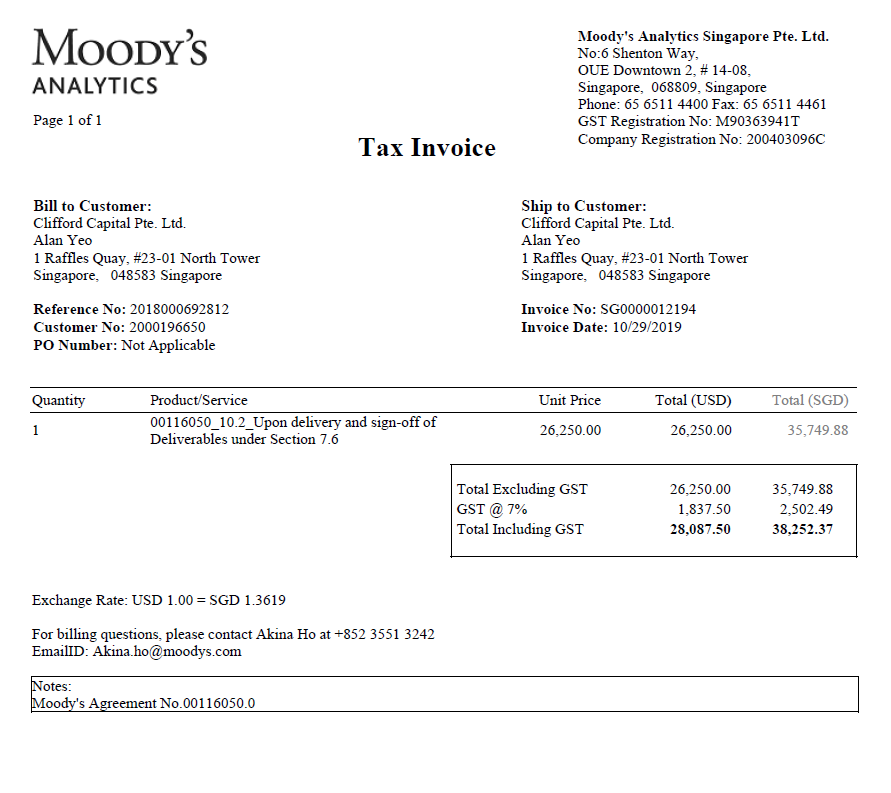 MOODY'S
ANALYTICS
Moody's Analytics Singapore Pte. Ltd.
No:6 Shenton Way,
OUE Downtown 2, # 14-08,
Singapore, 068809, Singapore
Phone: 65 6511 4400 Fax: 65 6511 4461
GST Registration No: M90363941T
Company Registration No: 200403096C
Page 1 of 1
Tax Invoice
Bill to Customer:
Clifford Capital Pte. Ltd.
Alan Yeo
1 Raffles Quay, #23-01 North Tower
Singapore, 048583 Singapore
Ship to Customer:
Clifford Capital Pte. Ltd.
Alan Yeo
1 Raffles Quay, #23-01 North Tower
Singapore, 048583 Singapore
Reference No: 2018000692812
Customer No: 2000196650
PO Number: Not Applicable
Invoice No: SG0000012194
Invoice Date: 10/29/2019
Quantity Product/Service Unit Price Total (USD) Total (SGD)
1 00116050_10.2_Upon delivery and sign-off of 26,250.00 26,250.00 35,749.88
Deliverables under Section 7.6
Total Excluding GST 26,250.00 35,749.88
GST @ 7% 1,837.50 2,502.49
Total Including GST 28,087.50 38,252.37
Exchange Rate: USD 1.00 = SGD 1.3619
For billing questions, please contact Akina Ho at +852 3551 3242
EmailID: Akina.ho@moodys.com
Notes:
Moody's Agreement No.00116050.0